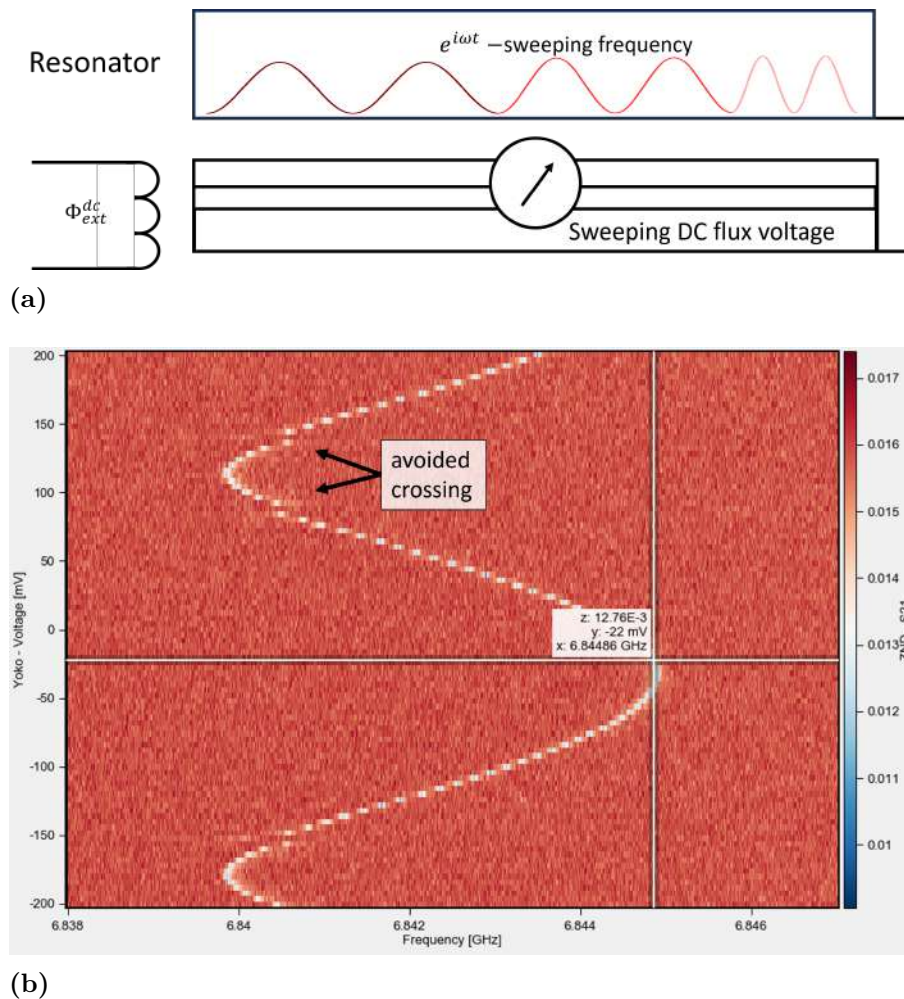 (a)
Resonator
e^{iωt} –sweeping frequency
Φ_{ext}^{dc}
Sweeping DC flux voltage
(b)
Yoko - Voltage [mV]
200
150
100
50
0
-50
-100
-150
-200
avoided
crossing
z: 12.76E-3
y: -22 mV
x: 6.84486 GHz
6.838
6.84
6.842
6.844
6.846
Frequency [GHz]
0.017
0.016
0.015
0.014
0.013
0.012
0.011
0.01